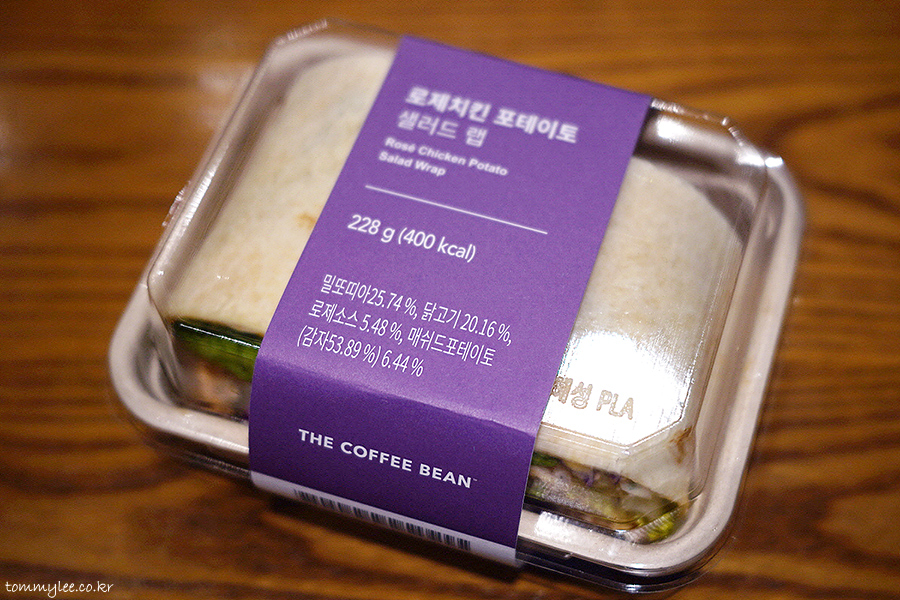 로제치킨 포테이토
샐러드 랩
Rosé Chicken Potato
Salad Wrap
228 g (400 kcal)
밀또띠아25.74 %, 닭고기 20.16 %,
로제소스 5.48 %, 매쉬드포테이토
(감자53.89 %) 6.44 %
PLA
THE COFFEE BEAN™
tommylee.co.kr